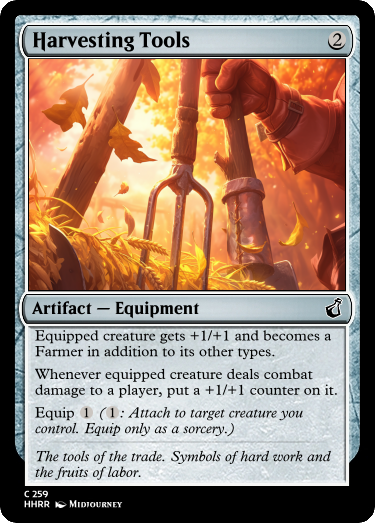 Harvesting Tools 2
Artifact — Equipment
Equipped creature gets +1/+1 and becomes a
Farmer in addition to its other types.
Whenever equipped creature deals combat
damage to a player, put a +1/+1 counter on it.
Equip 1 (1: Attach to target creature you
control. Equip only as a sorcery.)
The tools of the trade. Symbols of hard work and
the fruits of labor.
C 259
HHRR Midjourney